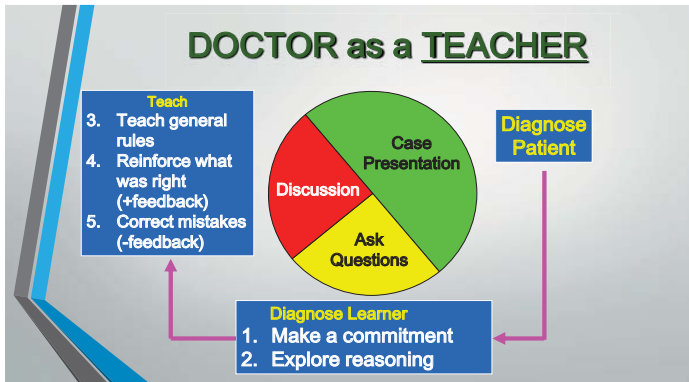 DOCTOR as a TEACHER
Teach
3. Teach general
rules
4. Reinforce what
was right
(+feedback)
5. Correct mistakes
(-feedback)
Case
Presentation
Discussion
Ask
Questions
Diagnose
Patient
Diagnose Learner
1. Make a commitment
2. Explore reasoning